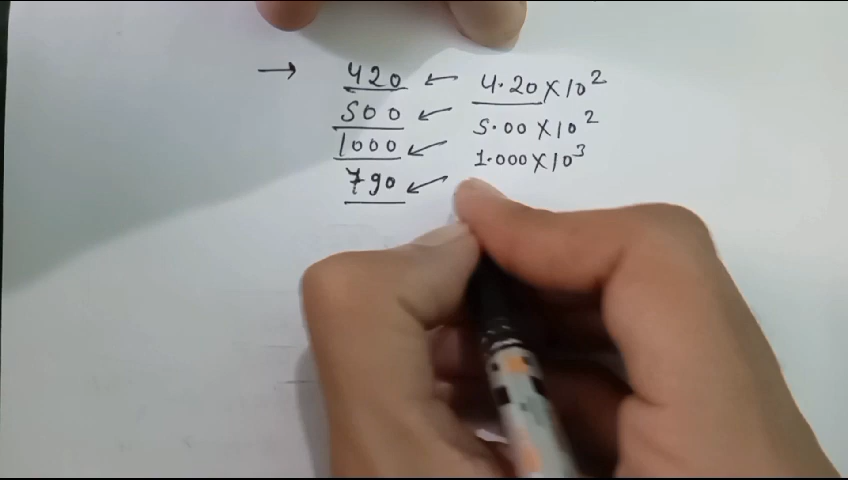 → 420 ← 4.20 X 10²
500 ← 5.00 X 10²
1000 ← 1.000 X 10³
790 ←